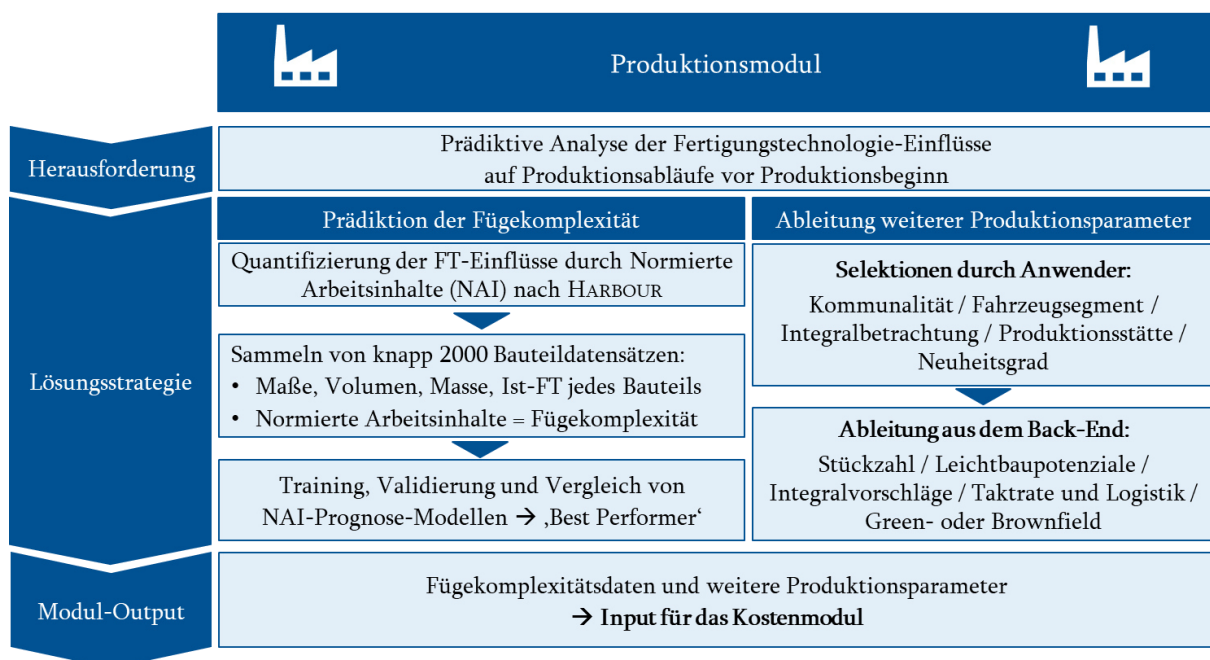 Produktionsmodul
Herausforderung
Prädiktive Analyse der Fertigungstechnologie-Einflüsse
auf Produktionsabläufe vor Produktionsbeginn
Lösungsstrategie
Prädiktion der Fügekomplexität
Quantifizierung der FT-Einflüsse durch Normierte
Arbeitsinhalte (NAI) nach HARBOUR
Sammeln von knapp 2000 Bauteildatensätzen:
• Maße, Volumen, Masse, Ist-FT jedes Bauteils
• Normierte Arbeitsinhalte = Fügekomplexität
Training, Validierung und Vergleich von
NAI-Prognose-Modellen → ‚Best Performer‘
Ableitung weiterer Produktionsparameter
Selektionen durch Anwender:
Kommunalität / Fahrzeugsegment /
Integralbetrachtung / Produktionsstätte /
Neuheitsgrad
Ableitung aus dem Back-End:
Stückzahl / Leichtbaupotenziale /
Integralvorschläge / Taktrate und Logistik /
Green- oder Brownfield
Modul-Output
Fügekomplexitätsdaten und weitere Produktionsparameter
→ Input für das Kostenmodul